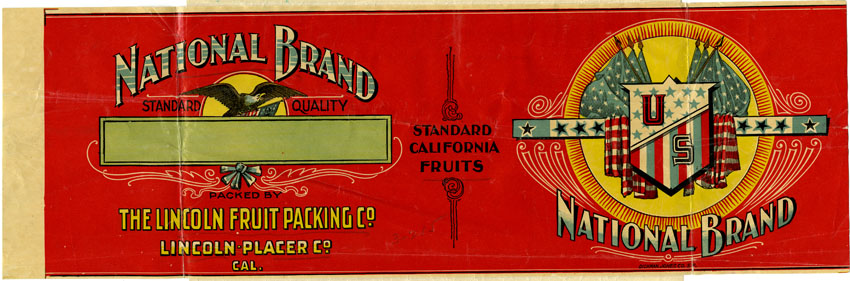 NATIONAL BRAND
STANDARD QUALITY
PACKED BY
THE LINCOLN FRUIT PACKING Cº
LINCOLN-PLACER Cº
CAL.
STANDARD
CALIFORNIA
FRUITS
U
S
NATIONAL BRAND